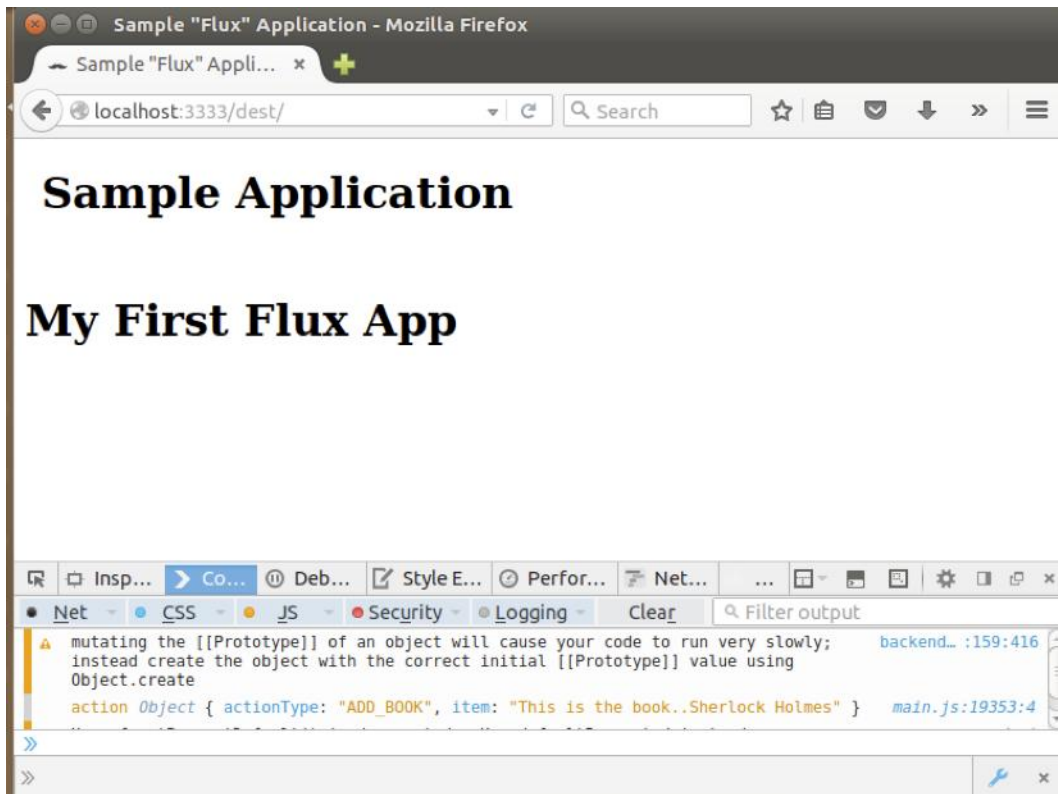 Sample "Flux" Application - Mozilla Firefox
Sample "Flux" Appli...
localhost:3333/dest/
Search
Sample Application
My First Flux App
Insp... Co... Deb... Style E... Perfor... Net... ...
Net CSS JS Security Logging Clear Filter output
mutating the [[Prototype]] of an object will cause your code to run very slowly; backend… :159:416
instead create the object with the correct initial [[Prototype]] value using
Object.create
action Object { actionType: "ADD_BOOK", item: "This is the book..Sherlock Holmes" } main.js:19353:4